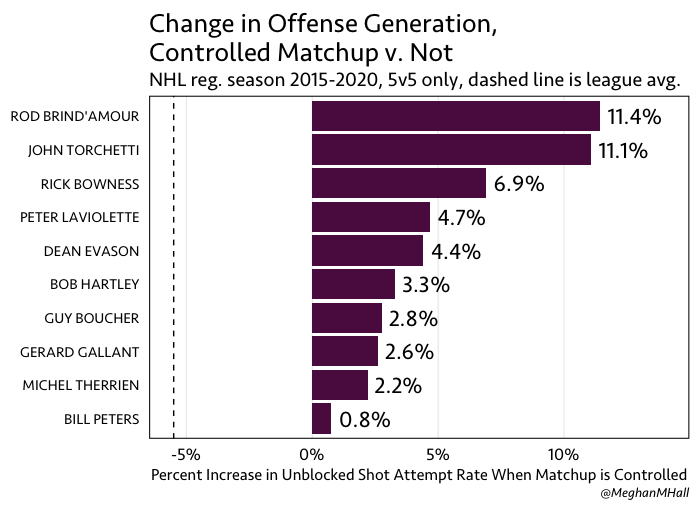 Change in Offense Generation,
Controlled Matchup v. Not
NHL reg. season 2015-2020, 5v5 only, dashed line is league avg.
ROD BRIND'AMOUR 11.4%
JOHN TORCHETTI 11.1%
RICK BOWNESS 6.9%
PETER LAVIOLETTE 4.7%
DEAN EVASON 4.4%
BOB HARTLEY 3.3%
GUY BOUCHER 2.8%
GERARD GALLANT 2.6%
MICHEL THERRIEN 2.2%
BILL PETERS 0.8%
-5% 0% 5% 10%
Percent Increase in Unblocked Shot Attempt Rate When Matchup is Controlled
@MeghanMHall